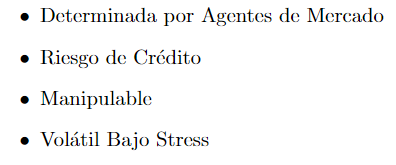 • Determinada por Agentes de Mercado
• Riesgo de Crédito
• Manipulable
• Volátil Bajo Stress